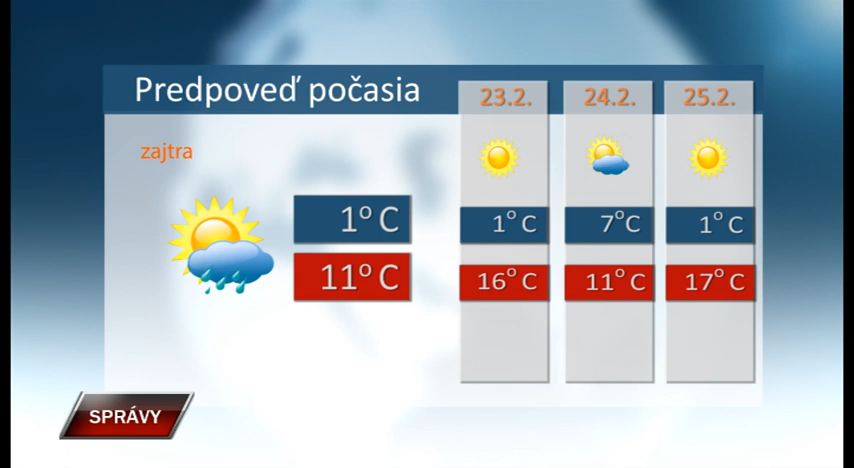 Predpoveď počasia
zajtra
1° C
11° C
23.2.
1° C
16° C
24.2.
7°C
11° C
25.2.
1° C
17° C
SPRÁVY